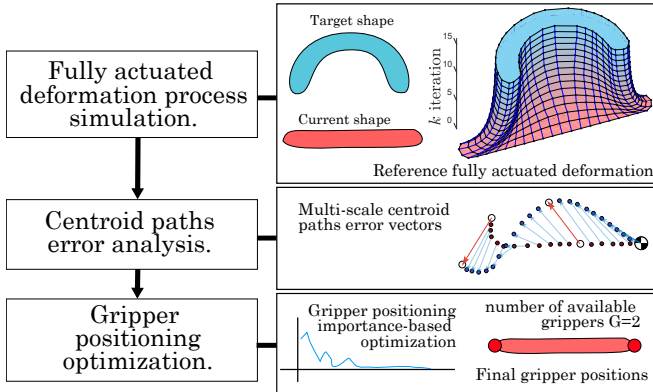 Fully actuated
deformation process
simulation.
Target shape
Current shape
15
10
5
0
k iteration
Reference fully actuated deformation
Centroid paths
error analysis.
Multi-scale centroid
paths error vectors
Gripper
positioning
optimization.
Gripper positioning
importance-based
optimization
number of available
grippers G=2
Final gripper positions